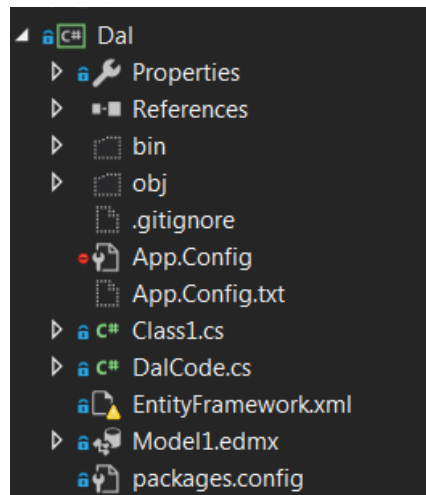 C# Dal
Properties
References
bin
obj
.gitignore
App.Config
App.Config.txt
C# Class1.cs
C# DalCode.cs
EntityFramework.xml
Model1.edmx
packages.config